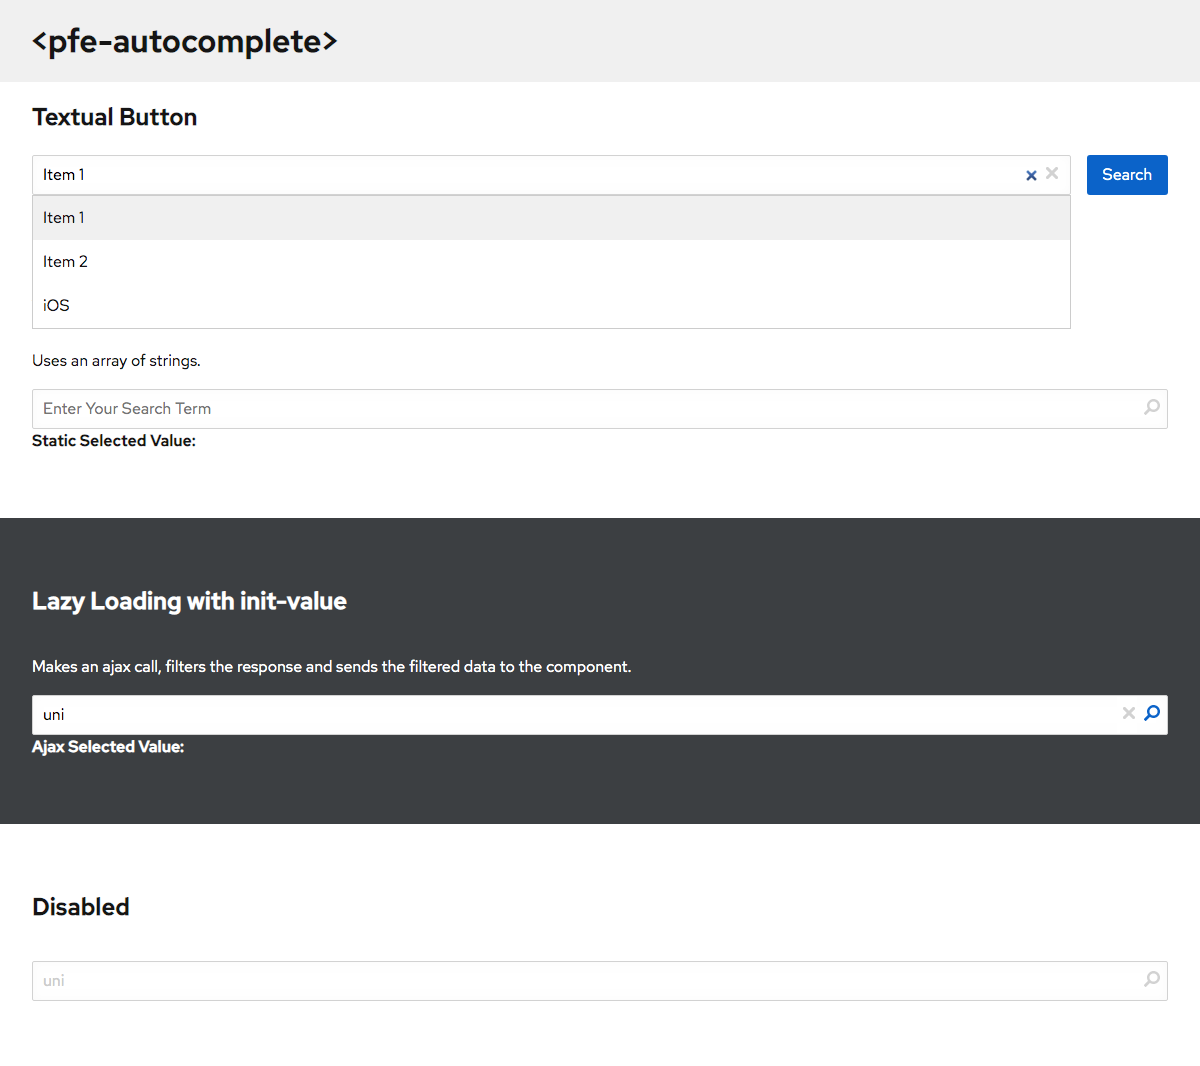 <pfe-autocomplete>
Textual Button
Item 1
Search
Item 1
Item 2
iOS
Uses an array of strings.
Enter Your Search Term
Static Selected Value:
Lazy Loading with init-value
Makes an ajax call, filters the response and sends the filtered data to the component.
uni
Ajax Selected Value:
Disabled
uni